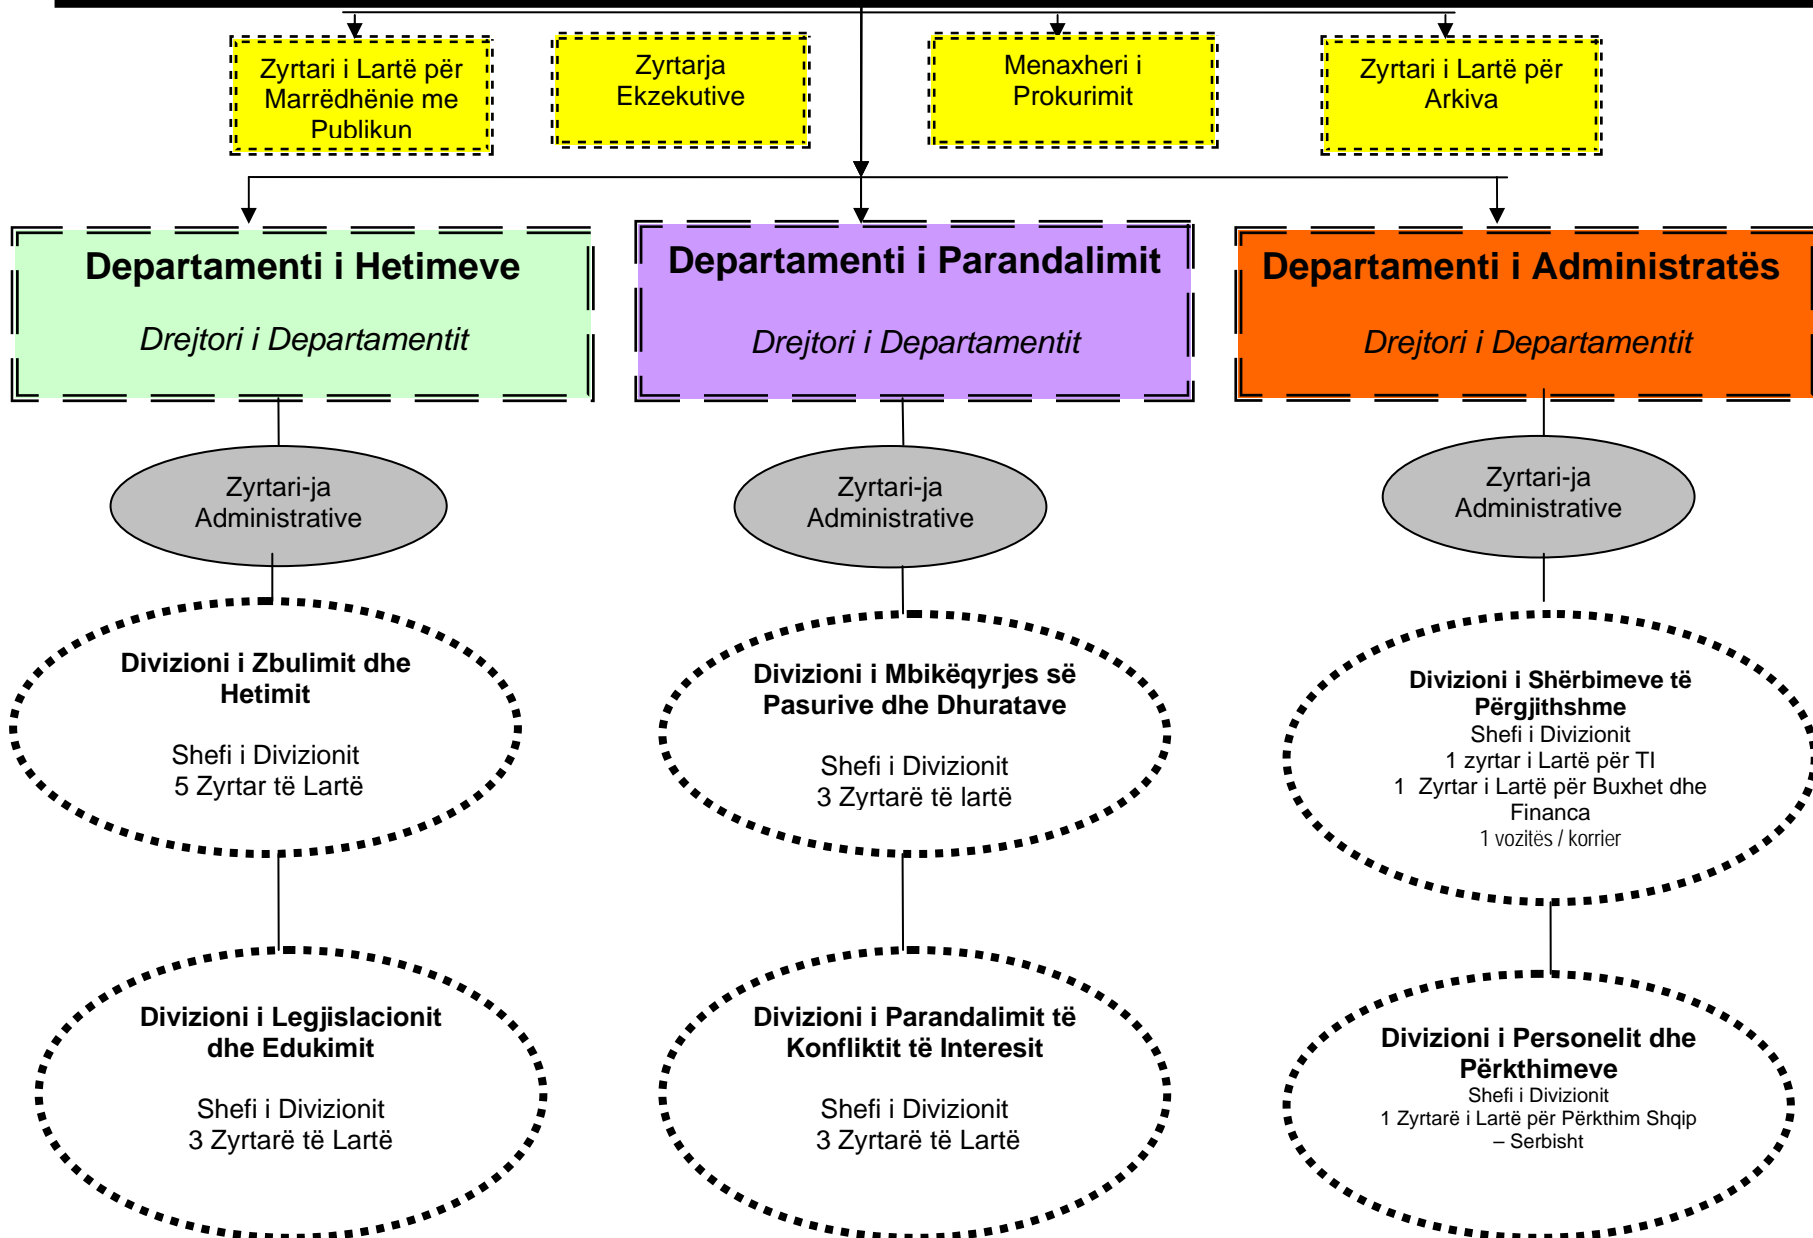 Zyrtari i Lartë për
Marrëdhënie me
Publikun
Zyrtarja
Ekzekutive
Menaxheri i
Prokurimit
Zyrtari i Lartë për
Arkiva
Departamenti i Hetimeve
Drejtori i Departamentit
Departamenti i Parandalimit
Drejtori i Departamentit
Departamenti i Administratës
Drejtori i Departamentit
Zyrtari-ja
Administrative
Zyrtari-ja
Administrative
Zyrtari-ja
Administrative
Divizioni i Zbulimit dhe
Hetimit
Shefi i Divizionit
5 Zyrtar të Lartë
Divizioni i Mbikëqyrjes së
Pasurive dhe Dhuratave
Shefi i Divizionit
3 Zyrtarë të lartë
Divizioni i Shërbimeve të
Përgjithshme
Shefi i Divizionit
1 zyrtar i Lartë për TI
1 Zyrtar i Lartë për Buxhet dhe
Financa
1 vozitës / korrier
Divizioni i Legjislacionit
dhe Edukimit
Shefi i Divizionit
3 Zyrtarë të Lartë
Divizioni i Parandalimit të
Konfliktit të Interesit
Shefi i Divizionit
3 Zyrtarë të Lartë
Divizioni i Personelit dhe
Përkthimeve
Shefi i Divizionit
1 Zyrtarë i Lartë për Përkthim Shqip
– Serbisht